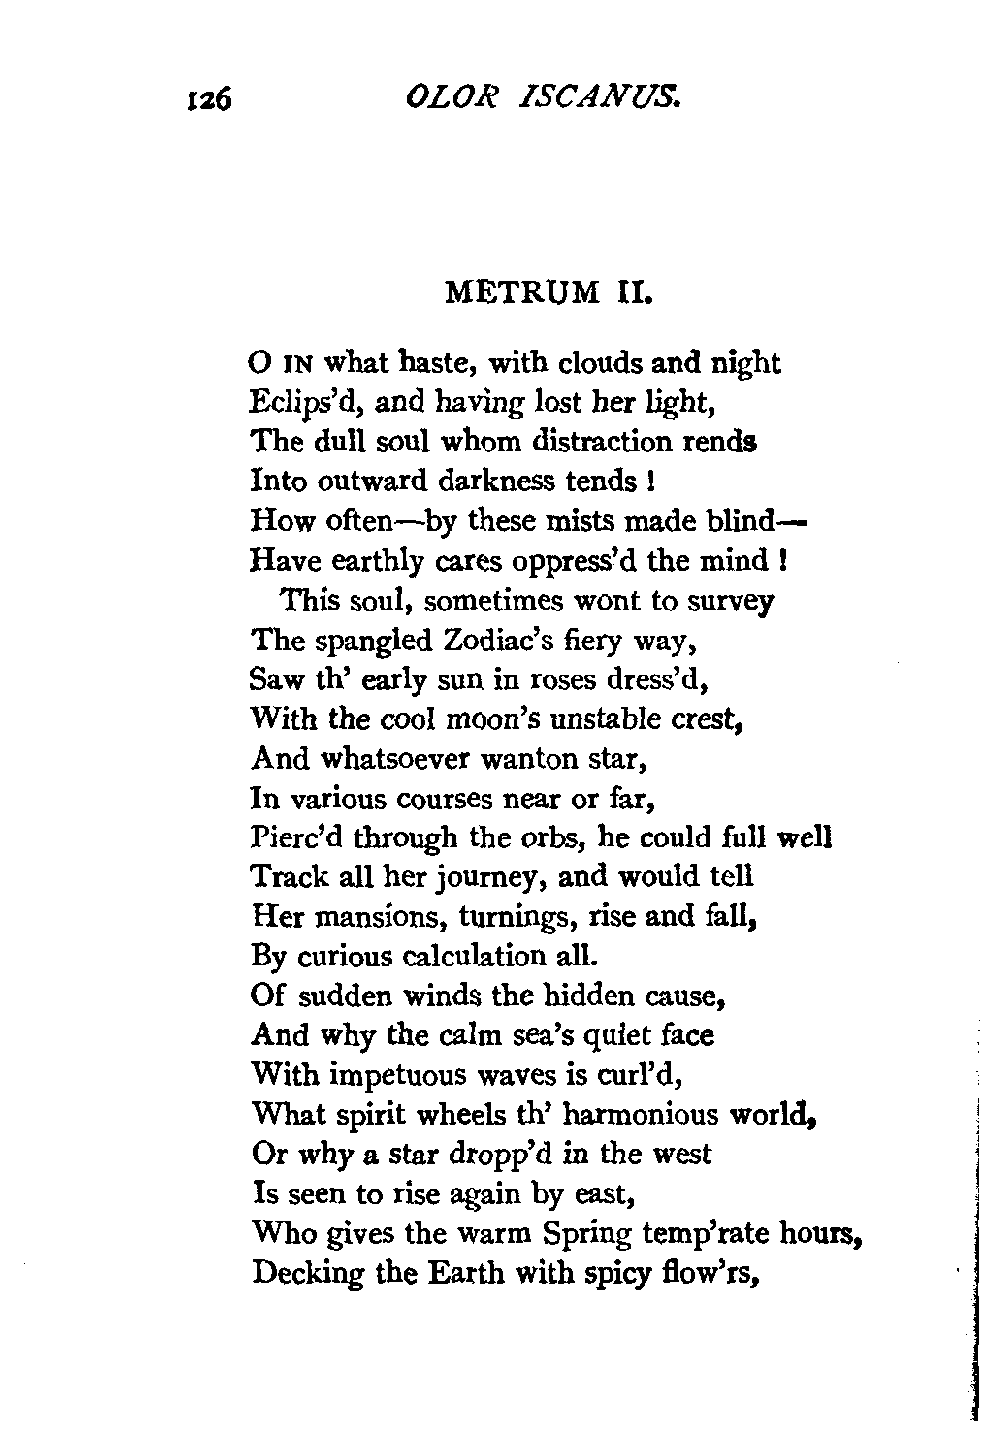 126 OLOR ISCANUS.
METRUM II.
O IN what haste, with clouds and night
Eclips'd, and having lost her light,
The dull soul whom distraction rends
Into outward darkness tends !
How often—by these mists made blind—
Have earthly cares oppress'd the mind !
This soul, sometimes wont to survey
The spangled Zodiac's fiery way,
Saw th' early sun in roses dress'd,
With the cool moon's unstable crest,
And whatsoever wanton star,
In various courses near or far,
Pierc'd through the orbs, he could full well
Track all her journey, and would tell
Her mansions, turnings, rise and fall,
By curious calculation all.
Of sudden winds the hidden cause,
And why the calm sea's quiet face
With impetuous waves is curl'd,
What spirit wheels th' harmonious world,
Or why a star dropp'd in the west
Is seen to rise again by east,
Who gives the warm Spring temp'rate hours,
Decking the Earth with spicy flow'rs,